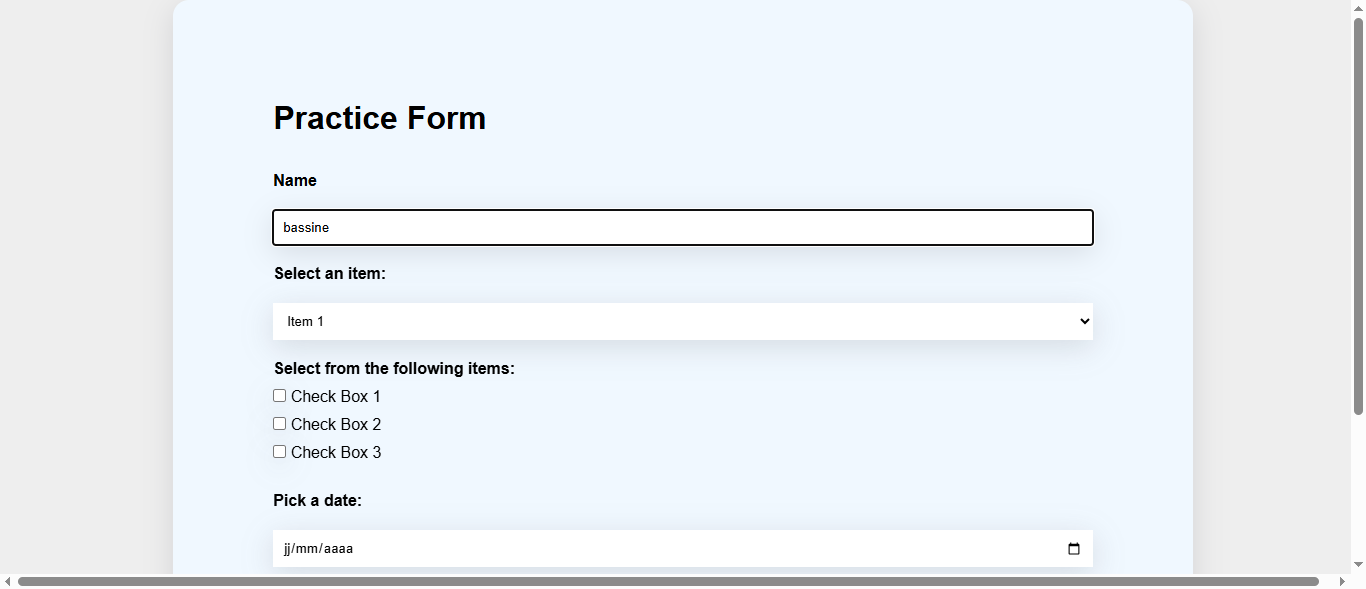 Practice Form
Name
bassine
Select an item:
Item 1
Select from the following items:
Check Box 1
Check Box 2
Check Box 3
Pick a date:
jj/mm/aaaa